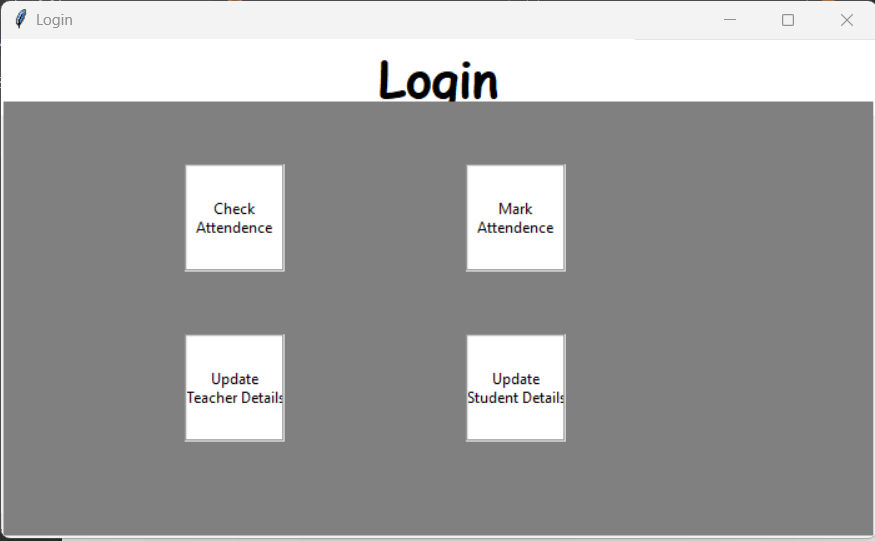 Login
Login
Check
Attendence
Mark
Attendence
Update
Teacher Details
Update
Student Details